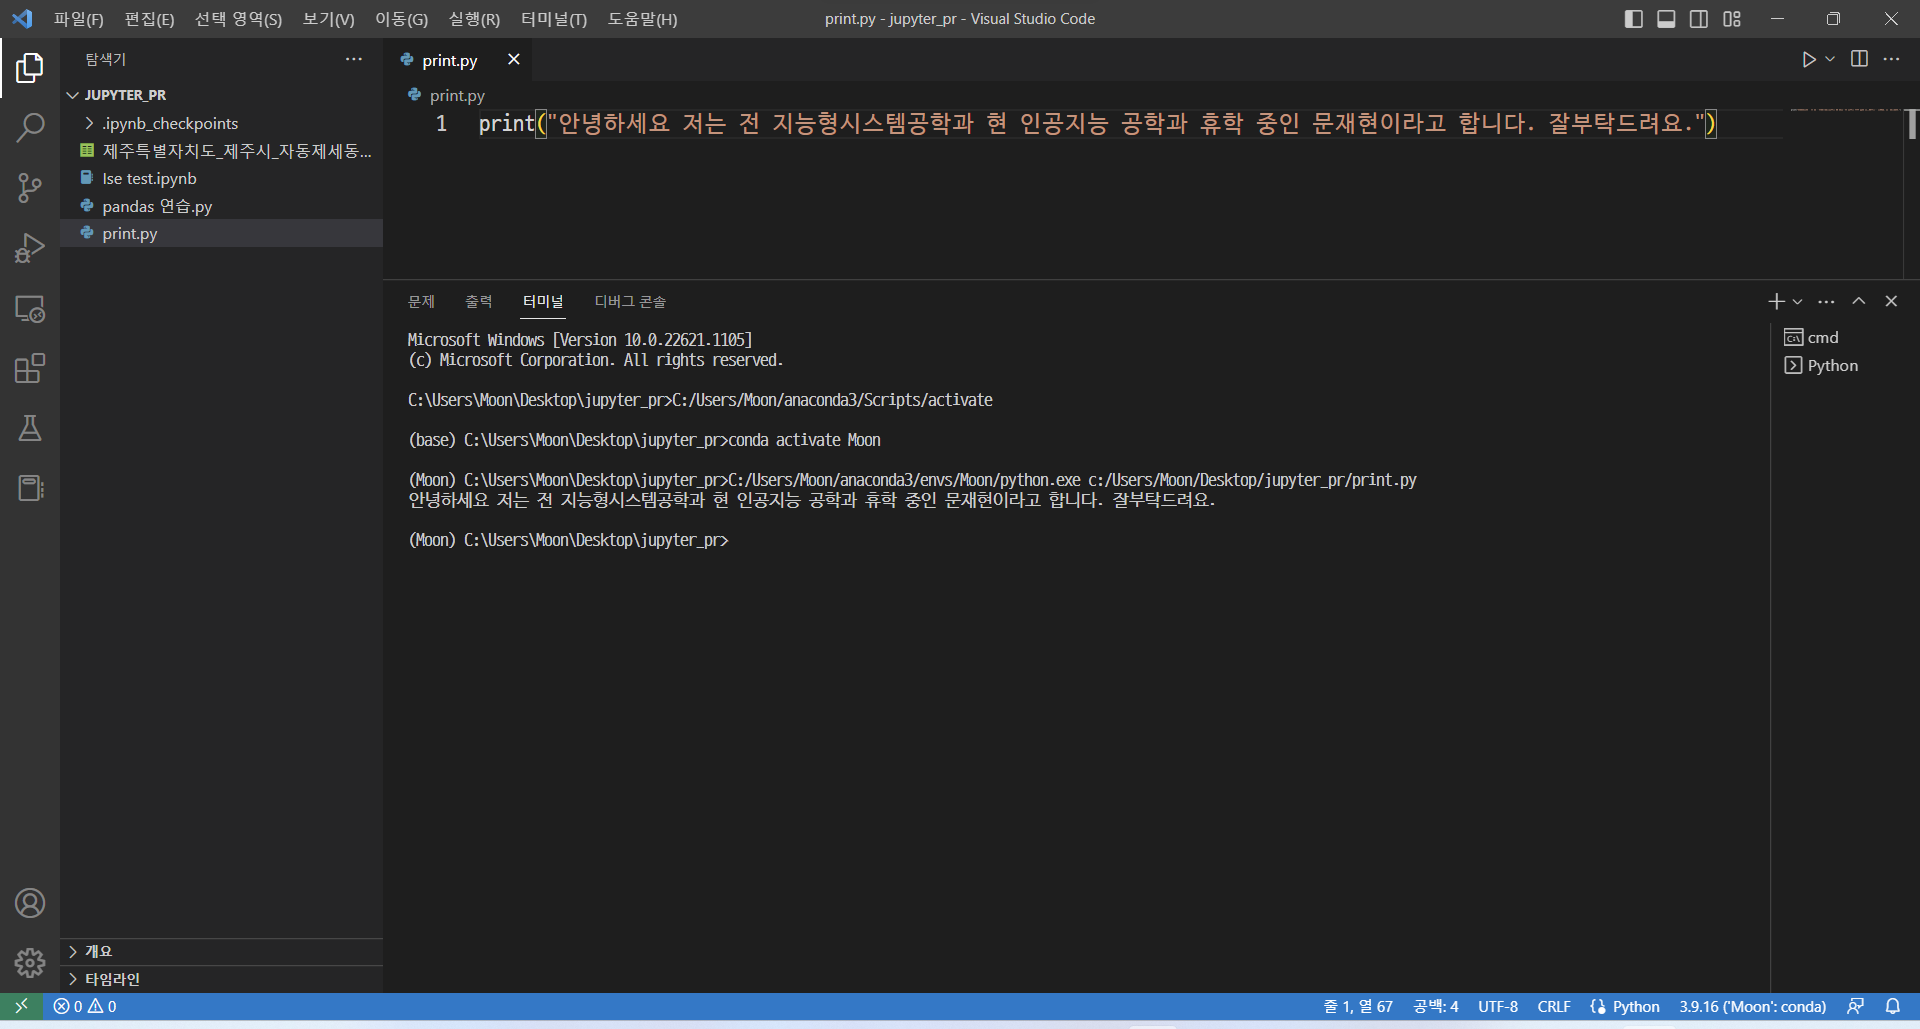 파일(F) 편집(E) 선택 영역(S) 보기(V) 이동(G) 실행(R) 터미널(T) 도움말(H) print.py - jupyter_pr - Visual Studio Code
탐색기
JUPYTER_PR
.ipynb_checkpoints
제주특별자치도_제주시_자동제세동...
Ise test.ipynb
pandas 연습.py
print.py
개요
타임라인
print.py
print.py
1 print("안녕하세요 저는 전 지능형시스템공학과 현 인공지능 공학과 휴학 중인 문재현이라고 합니다. 잘부탁드려요.")
문제 출력 터미널 디버그 콘솔
Microsoft Windows [Version 10.0.22621.1105]
(c) Microsoft Corporation. All rights reserved.
C:\Users\Moon\Desktop\jupyter_pr>C:/Users/Moon/anaconda3/Scripts/activate
(base) C:\Users\Moon\Desktop\jupyter_pr>conda activate Moon
(Moon) C:\Users\Moon\Desktop\jupyter_pr>C:/Users/Moon/anaconda3/envs/Moon/python.exe c:/Users/Moon/Desktop/jupyter_pr/print.py
안녕하세요 저는 전 지능형시스템공학과 현 인공지능 공학과 휴학 중인 문재현이라고 합니다. 잘부탁드려요.
(Moon) C:\Users\Moon\Desktop\jupyter_pr>
cmd
Python
0 0 줄 1, 열 67 공백: 4 UTF-8 CRLF Python 3.9.16 ('Moon': conda)